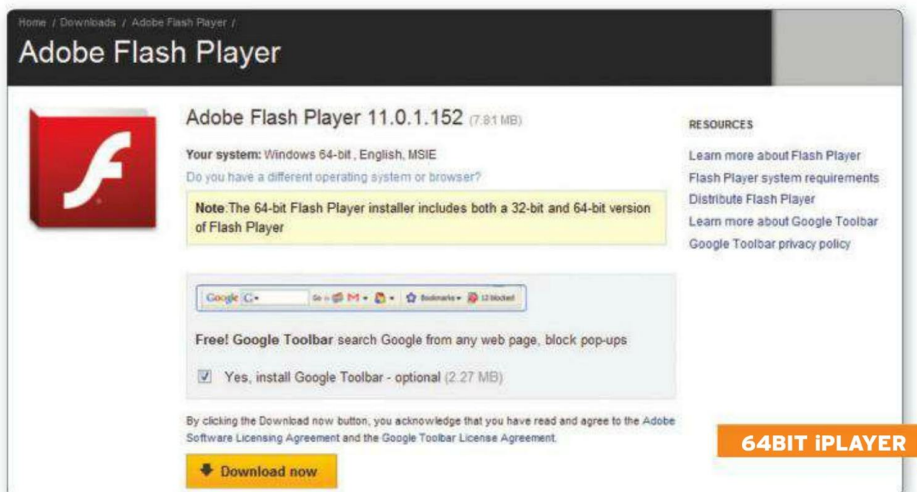 Home / Downloads / Adobe Flash Player /
Adobe Flash Player
Adobe Flash Player 11.0.1.152 (7.81 MB)
Your system: Windows 64-bit , English, MSIE
Do you have a different operating system or browser?
Note:The 64-bit Flash Player installer includes both a 32-bit and 64-bit version
of Flash Player
Google G Go Bookmarks 12 blocked
Free! Google Toolbar search Google from any web page, block pop-ups
Yes, install Google Toolbar - optional (2.27 MB)
By clicking the Download now button, you acknowledge that you have read and agree to the Adobe
Software Licensing Agreement and the Google Toolbar License Agreement.
Download now
RESOURCES
Learn more about Flash Player
Flash Player system requirements
Distribute Flash Player
Learn more about Google Toolbar
Google Toolbar privacy policy
64BIT iPLAYER